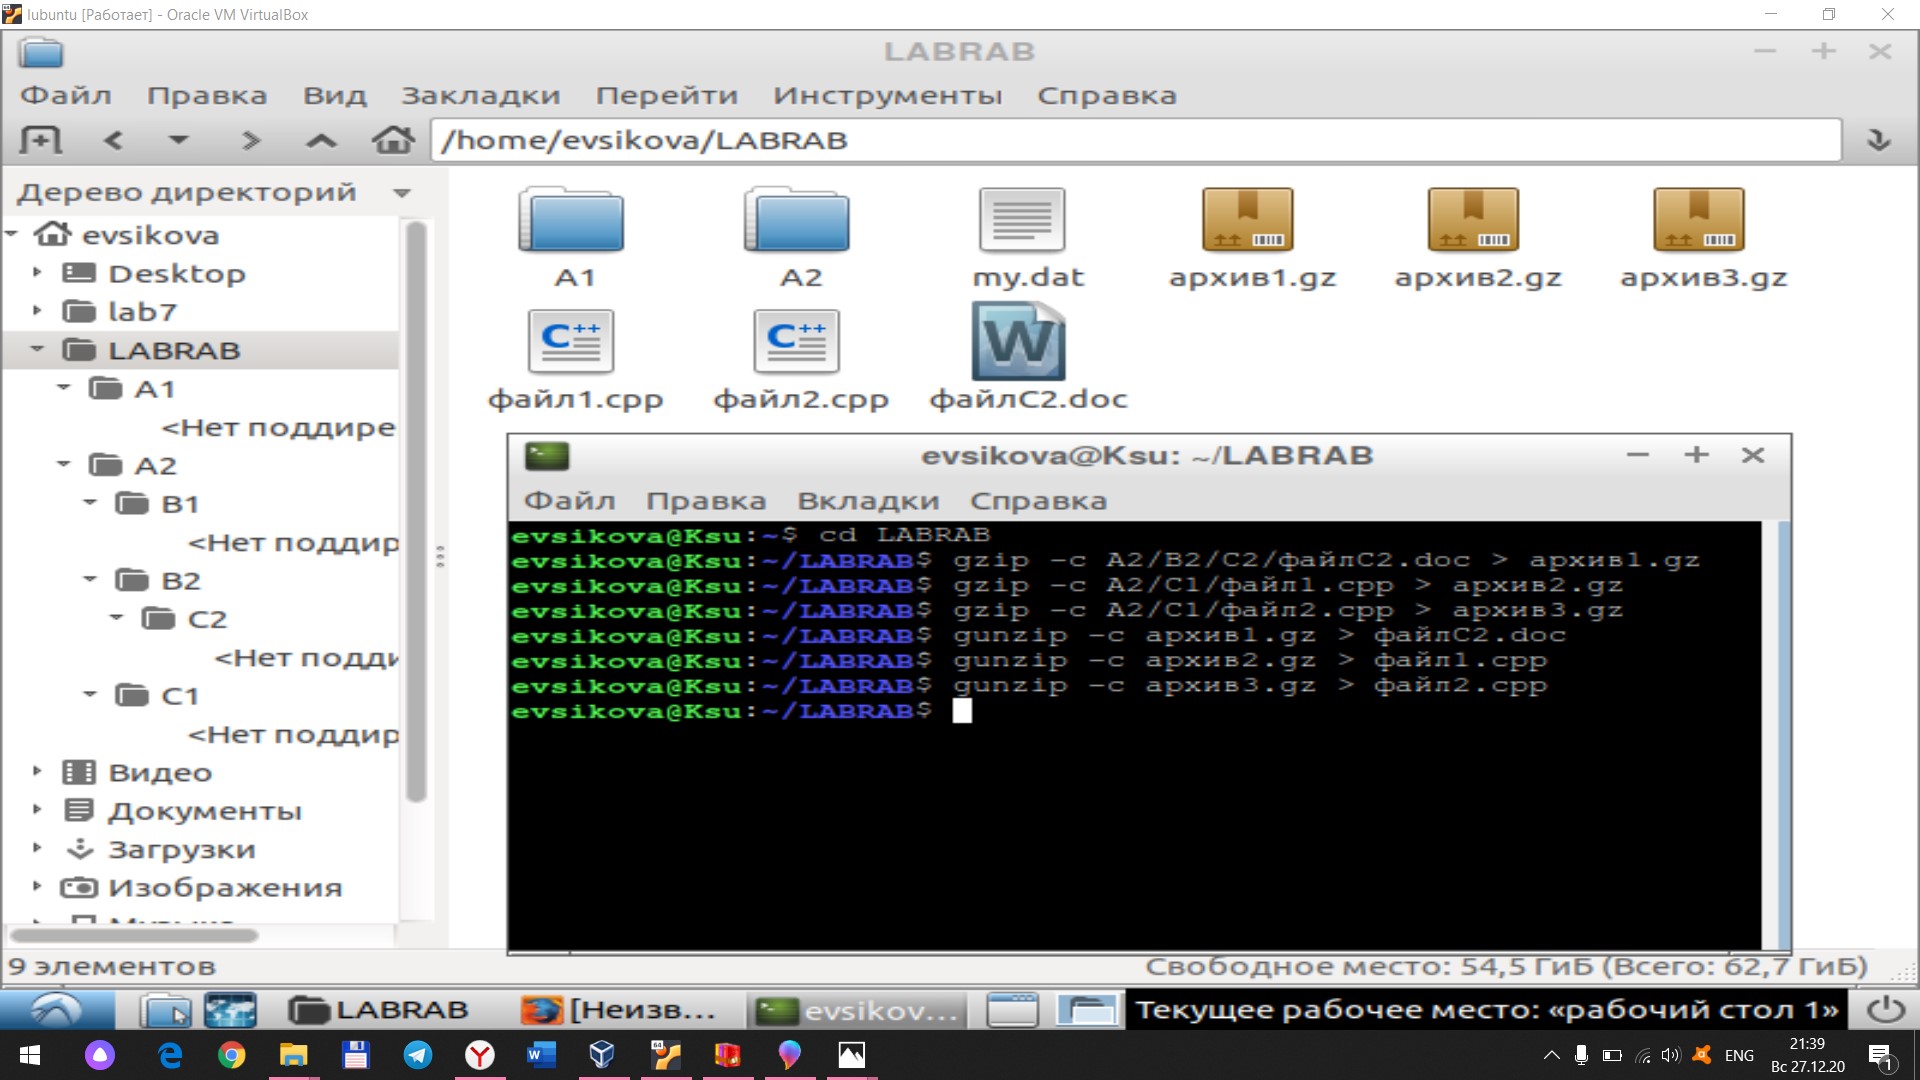 lubuntu [Работает] - Oracle VM VirtualBox
LABRAB
Файл Правка Вид Закладки Перейти Инструменты Справка
/home/evsikova/LABRAB
Дерево директорий
evsikova
Desktop
lab7
LABRAB
A1
<Нет поддире
A2
B1
<Нет поддир
B2
C2
<Нетподди
C1
<Нет поддир
Видео
Документы
Загрузки
Изображения
A1 A2 my.dat архив1.gz архив2.gz архив3.gz
файл1.cpp файл2.cpp файлC2.doc
evsikova@Ksu: ~/LABRAB
Файл Правка Вкладки Справка
evsikova@Ksu:~$ cd LABRAB
evsikova@Ksu:~/LABRAB$ gzip -c A2/B2/C2/файлC2.doc > архив1.gz
evsikova@Ksu:~/LABRAB$ gzip -c A2/C1/файл1.cpp > архив2.gz
evsikova@Ksu:~/LABRAB$ gzip -c A2/C1/файл2.cpp > архив3.gz
evsikova@Ksu:~/LABRAB$ gunzip -c архив1.gz > файлC2.doc
evsikova@Ksu:~/LABRAB$ gunzip -c архив2.gz > файл1.cpp
evsikova@Ksu:~/LABRAB$ gunzip -c архив3.gz > файл2.cpp
evsikova@Ksu:~/LABRAB$
9 элементов
Свободное место: 54,5 ГиБ (Всего: 62,7 ГиБ)
LABRAB [Неизв... evsikov... Текущее рабочее место: «рабочий стол 1»
ENG
21:39
Вс 27.12.20
1